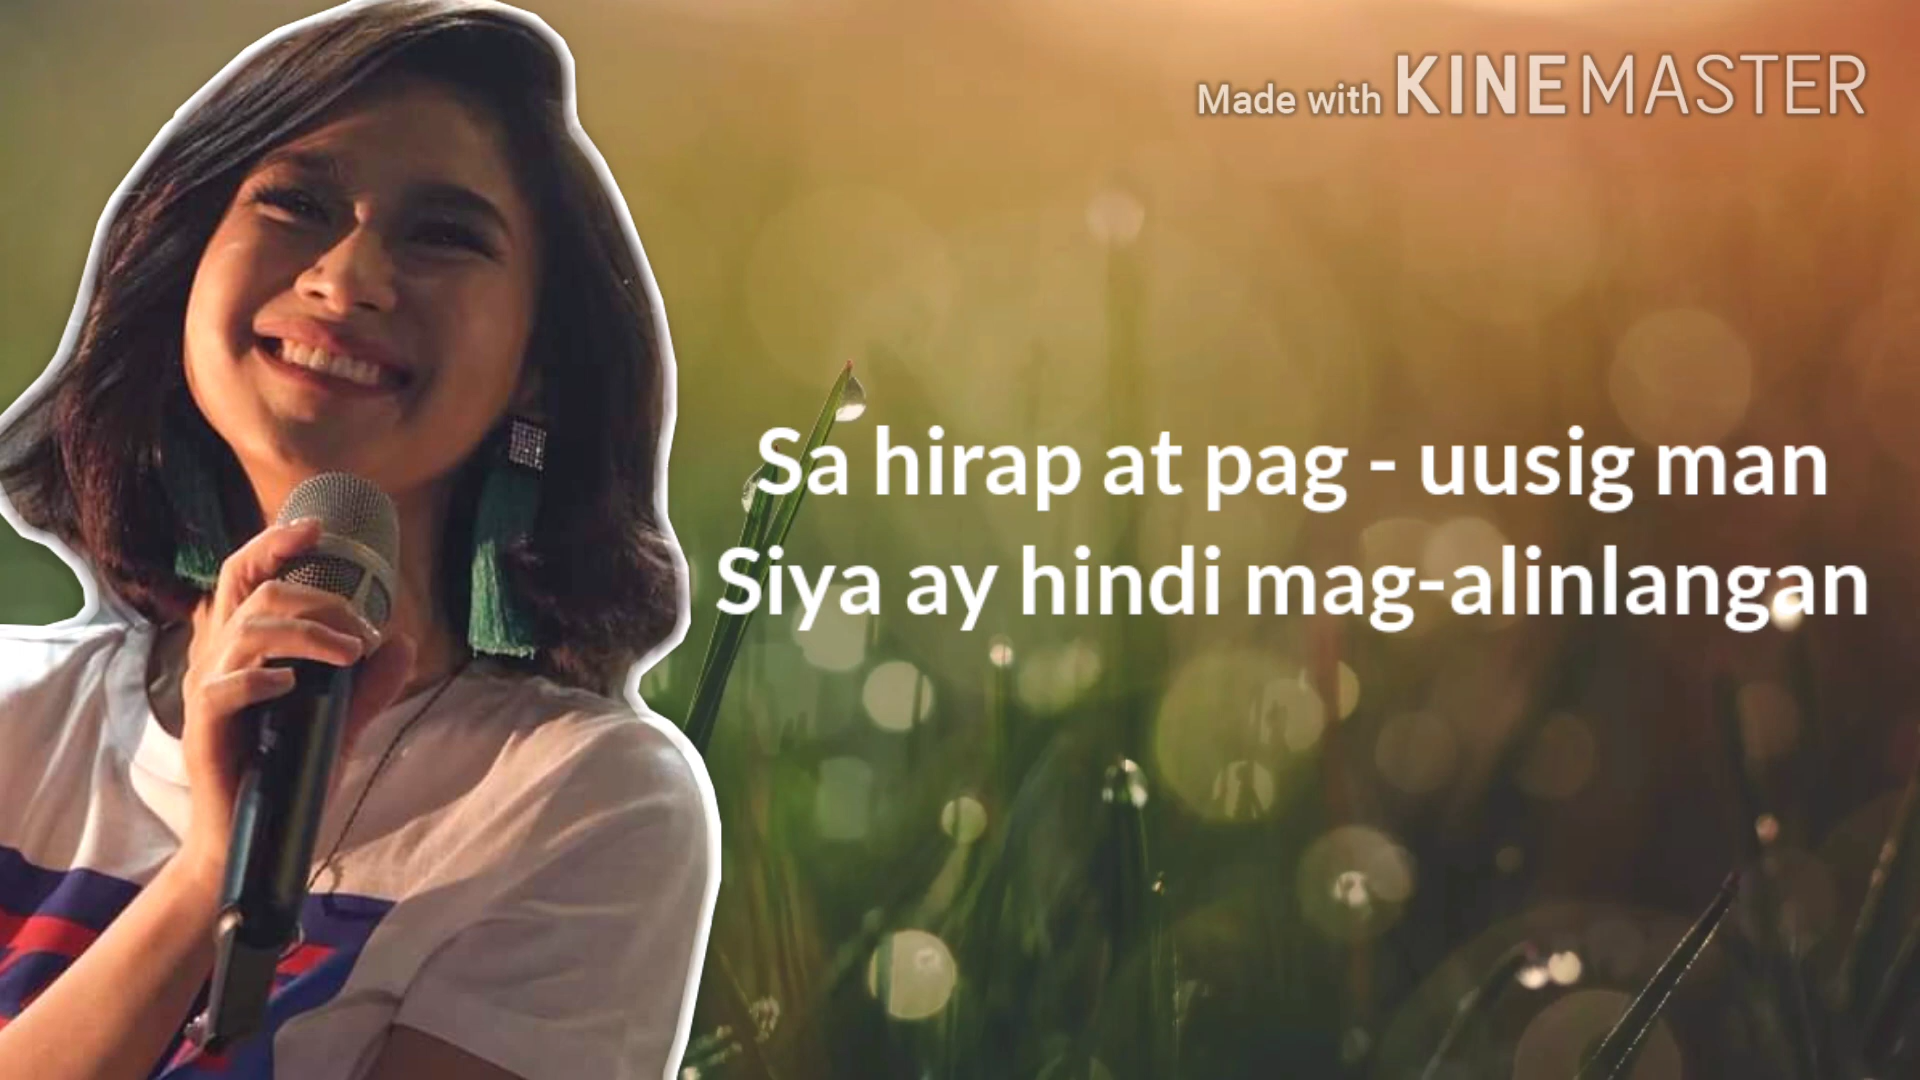 Made with KINEMASTER
Sa hirap at pag - uusig man
Siya ay hindi mag-alinlangan